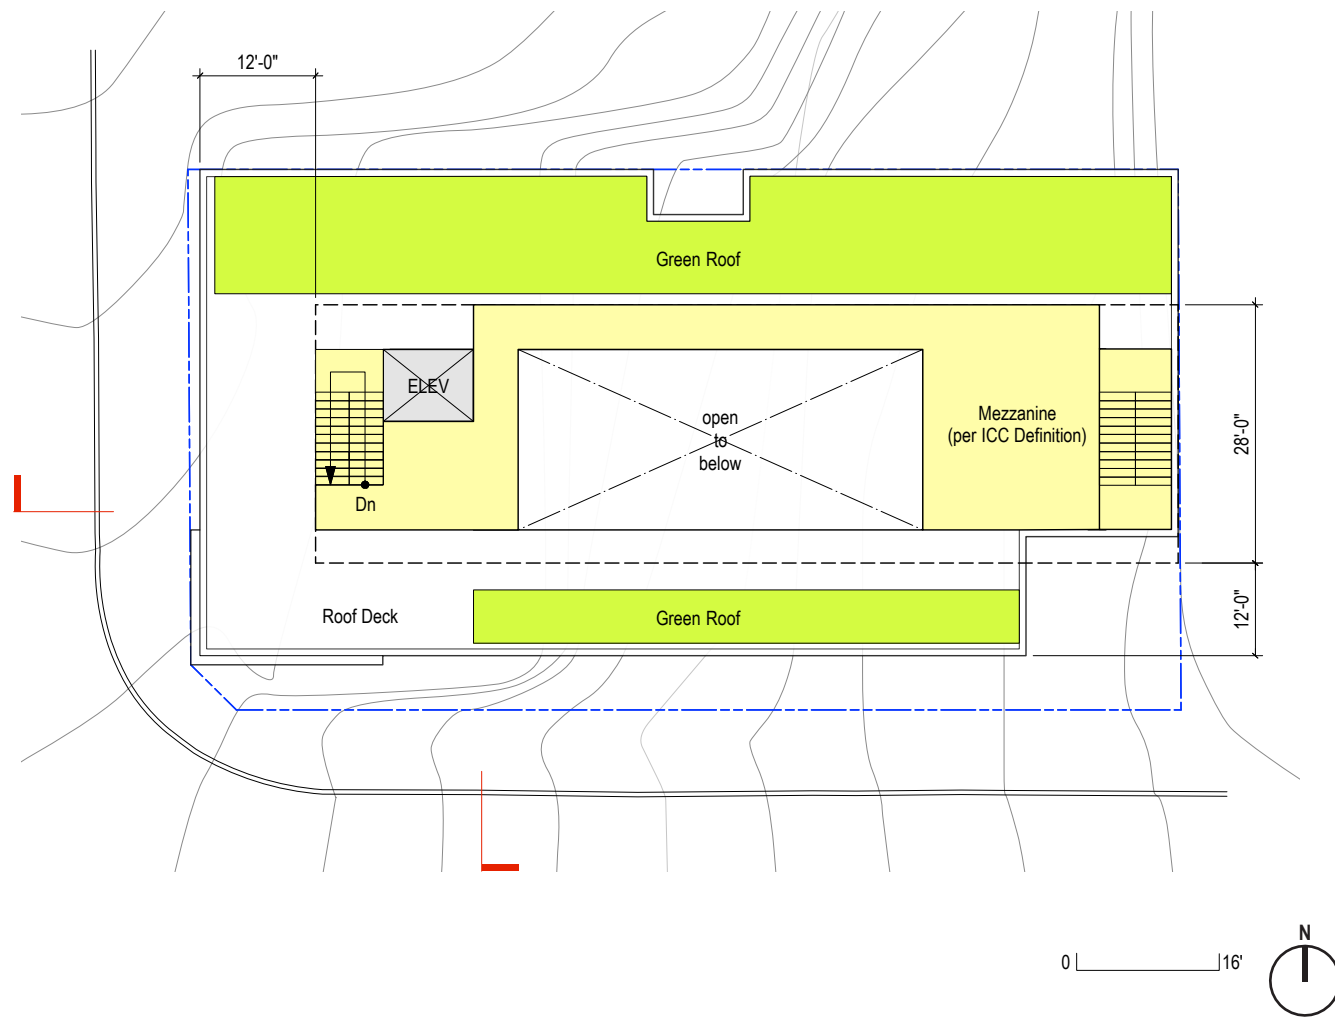 12'-0"
Green Roof
ELEV
open
to
below
Mezzanine
(per ICC Definition)
28'-0"
Dn
Roof Deck
Green Roof
12'-0"
N
0
16'